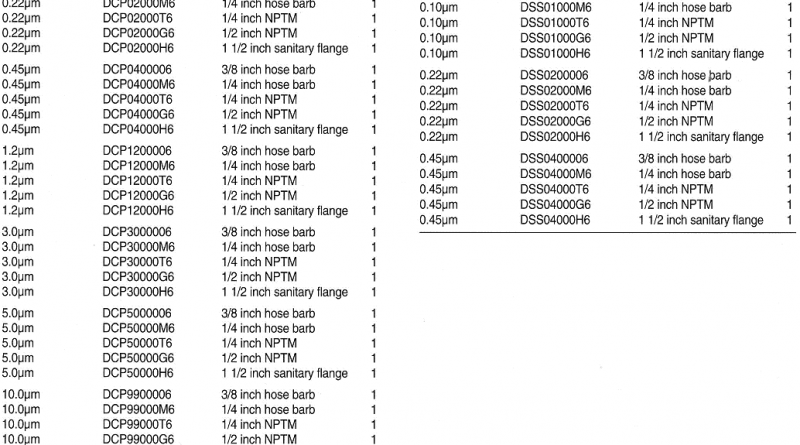 0.22µm DCP02000M6 1/4 inch hose barb 1
0.22µm DCP02000T6 1/4 inch NPTM 1
0.22µm DCP02000G6 1/2 inch NPTM 1
0.22µm DCP02000H6 1 1/2 inch sanitary flange 1
0.45µm DCP0400006 3/8 inch hose barb 1
0.45µm DCP04000M6 1/4 inch hose barb 1
0.45µm DCP04000T6 1/4 inch NPTM 1
0.45µm DCP04000G6 1/2 inch NPTM 1
0.45µm DCP04000H6 1 1/2 inch sanitary flange 1
1.2µm DCP1200006 3/8 inch hose barb 1
1.2µm DCP12000M6 1/4 inch hose barb 1
1.2µm DCP12000T6 1/4 inch NPTM 1
1.2µm DCP12000G6 1/2 inch NPTM 1
1.2µm DCP12000H6 1 1/2 inch sanitary flange 1
3.0µm DCP3000006 3/8 inch hose barb 1
3.0µm DCP30000M6 1/4 inch hose barb 1
3.0µm DCP30000T6 1/4 inch NPTM 1
3.0µm DCP30000G6 1/2 inch NPTM 1
3.0µm DCP30000H6 1 1/2 inch sanitary flange 1
5.0µm DCP5000006 3/8 inch hose barb 1
5.0µm DCP50000M6 1/4 inch hose barb 1
5.0µm DCP50000T6 1/4 inch NPTM 1
5.0µm DCP50000G6 1/2 inch NPTM 1
5.0µm DCP50000H6 1 1/2 inch sanitary flange 1
10.0µm DCP9900006 3/8 inch hose barb 1
10.0µm DCP99000M6 1/4 inch hose barb 1
10.0µm DCP99000T6 1/4 inch NPTM 1
10.0µm DCP99000G6 1/2 inch NPTM 1
0.10µm DSS01000M6 1/4 inch hose barb 1
0.10µm DSS01000T6 1/4 inch NPTM 1
0.10µm DSS01000G6 1/2 inch NPTM 1
0.10µm DSS01000H6 1 1/2 inch sanitary flange 1
0.22µm DSS0200006 3/8 inch hose barb 1
0.22µm DSS02000M6 1/4 inch hose barb 1
0.22µm DSS02000T6 1/4 inch NPTM 1
0.22µm DSS02000G6 1/2 inch NPTM 1
0.22µm DSS02000H6 1 1/2 inch sanitary flange 1
0.45µm DSS0400006 3/8 inch hose barb 1
0.45µm DSS04000M6 1/4 inch hose barb 1
0.45µm DSS04000T6 1/4 inch NPTM 1
0.45µm DSS04000G6 1/2 inch NPTM 1
0.45µm DSS04000H6 1 1/2 inch sanitary flange 1